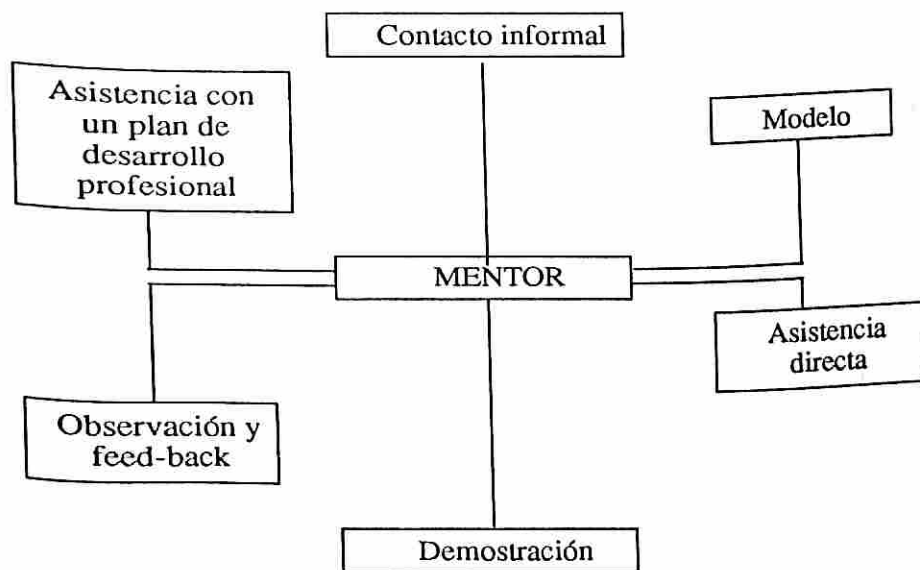 Contacto informal
Asistencia con
un plan de
desarrollo
profesional
Modelo
MENTOR
Asistencia
directa
Observación y
feed-back
Demostración